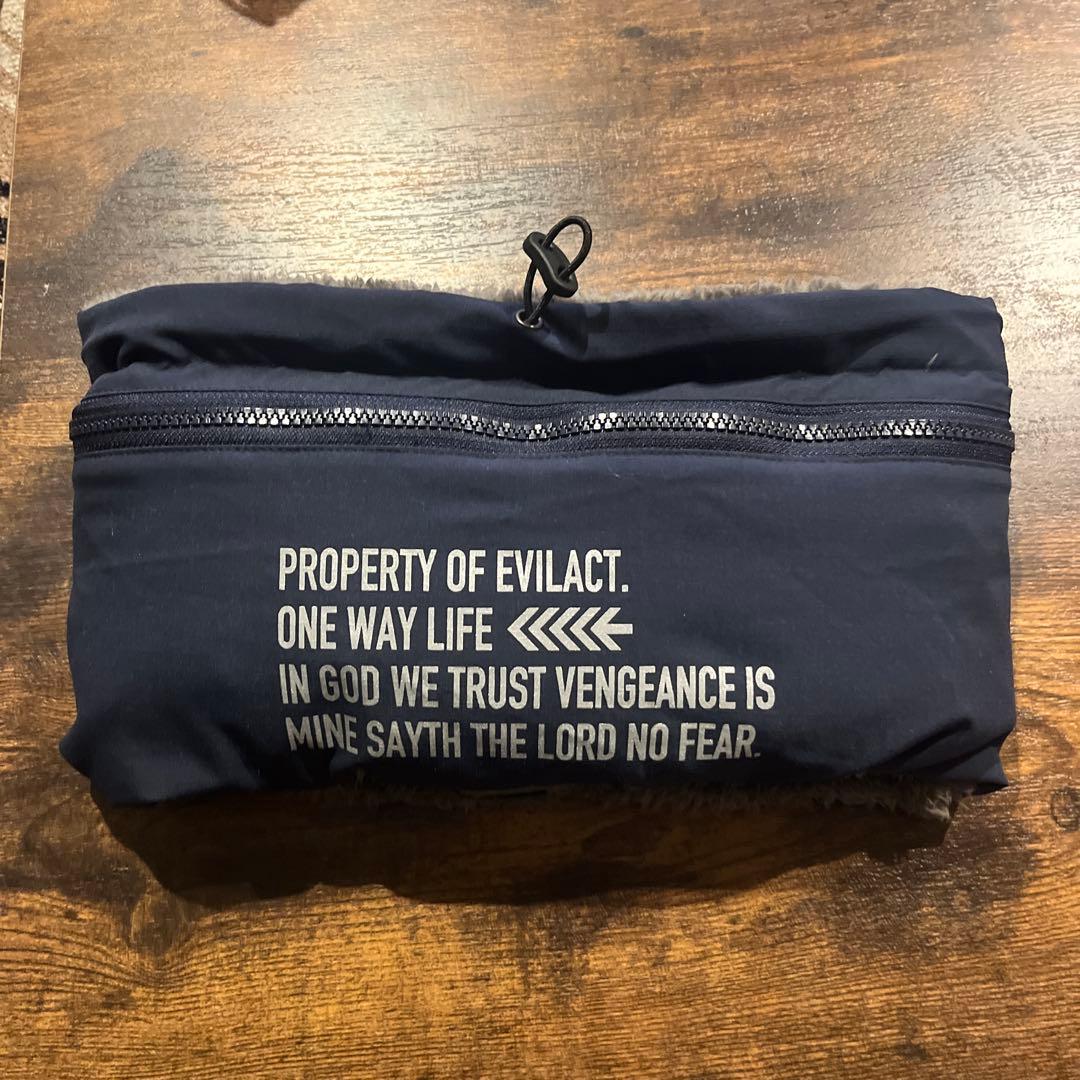 PROPERTY OF EVILACT.
ONE WAY LIFE
IN GOD WE TRUST VENGEANCE IS
MINE SAYTH THE LORD NO FEAR.